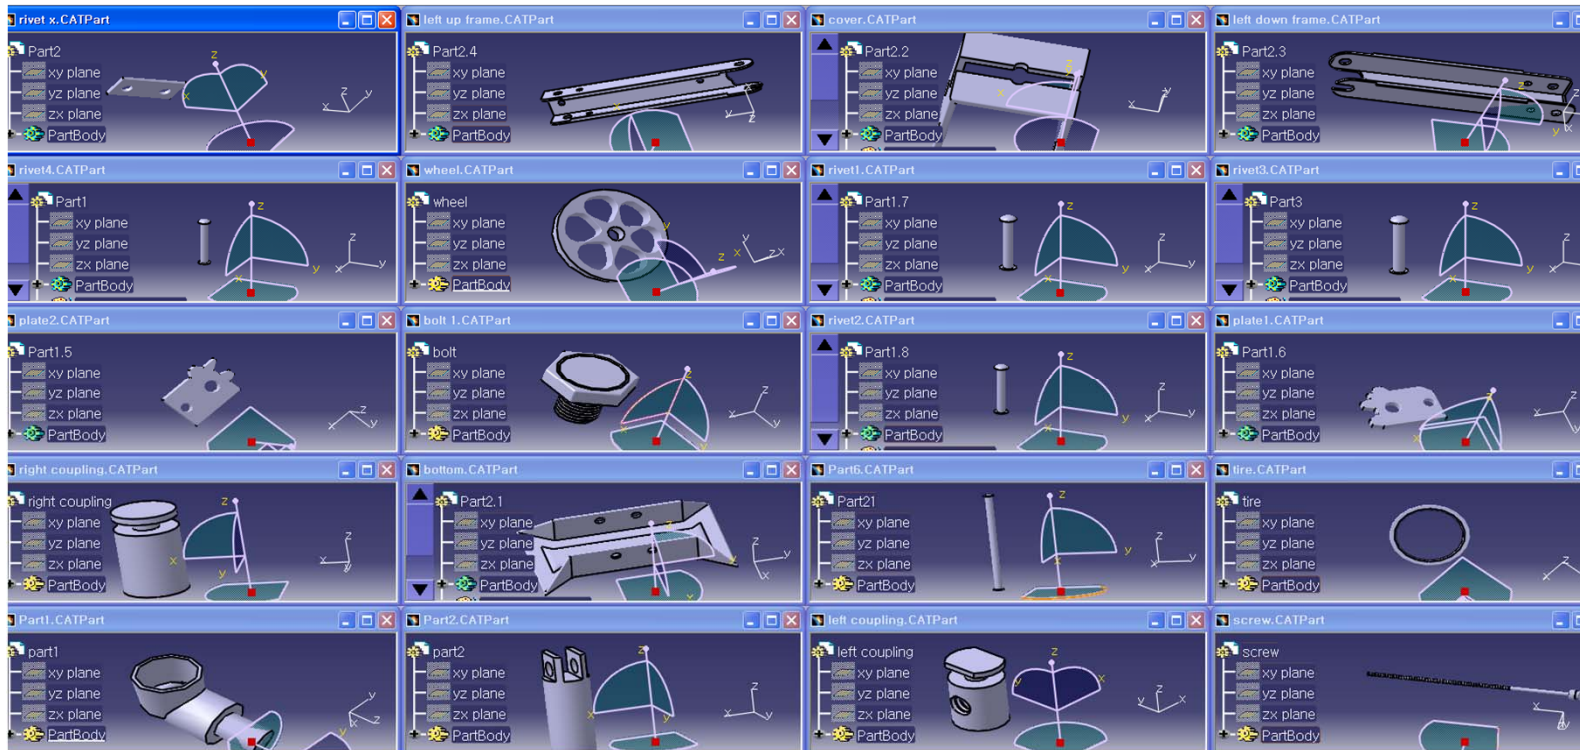 rivet x.CATPart
Part2
xy plane
yz plane
zx plane
PartBody
left up frame.CATPart
Part2.4
xy plane
yz plane
zx plane
PartBody
cover.CATPart
Part2.2
xy plane
yz plane
zx plane
PartBody
left down frame.CATPart
Part2.3
xy plane
yz plane
zx plane
PartBody
rivet4.CATPart
Part1
xy plane
yz plane
zx plane
PartBody
wheel.CATPart
wheel
xy plane
yz plane
zx plane
PartBody
rivet1.CATPart
Part1.7
xy plane
yz plane
zx plane
PartBody
rivet3.CATPart
Part3
xy plane
yz plane
zx plane
PartBody
plate2.CATPart
Part1.5
xy plane
yz plane
zx plane
PartBody
bolt 1.CATPart
bolt
xy plane
yz plane
zx plane
PartBody
rivet2.CATPart
Part1.8
xy plane
yz plane
zx plane
PartBody
plate1.CATPart
Part1.6
xy plane
yz plane
zx plane
PartBody
right coupling.CATPart
right coupling
xy plane
yz plane
zx plane
PartBody
bottom.CATPart
Part2.1
xy plane
yz plane
zx plane
PartBody
Part6.CATPart
Part21
xy plane
yz plane
zx plane
PartBody
tire.CATPart
tire
xy plane
yz plane
zx plane
PartBody
Part1.CATPart
part1
xy plane
yz plane
zx plane
PartBody
Part2.CATPart
part2
xy plane
yz plane
zx plane
PartBody
left coupling.CATPart
left coupling
xy plane
yz plane
zx plane
PartBody
screw.CATPart
screw
xy plane
yz plane
zx plane
PartBody